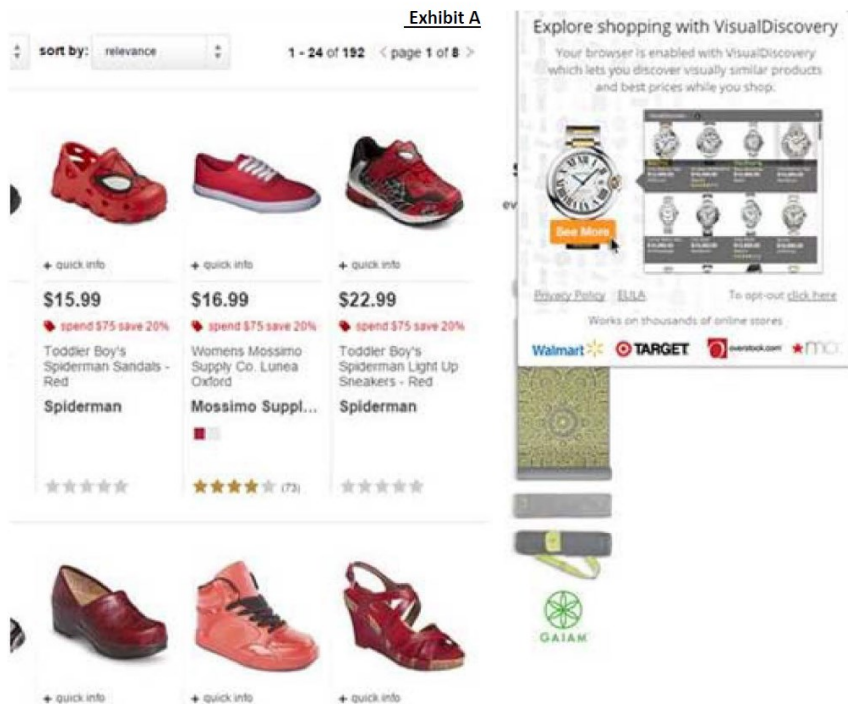 Exhibit A
sort by: relevance
1 - 24 of 192 < page 1 of 8 >
+ quick info
+ quick info
+ quick info
$15.99
$16.99
$22.99
spend $75 save 20%
spend $75 save 20%
spend $75 save 20%
Toddler Boy's
Spiderman Sandals -
Red
Spiderman
Womens Mossimo
Supply Co. Lunea
Oxford
Mossimo Suppl...
(73)
Toddler Boy's
Spiderman Light Up
Sneakers - Red
Spiderman
+ quick info
+ quick info
+ quick info
Explore shopping with VisualDiscovery
Your browser is enabled with VisualDiscovery
which lets you discover visually similar products
and best prices while you shop.
See More
Privacy Policy EULA To opt-out click here
Works on thousands of online stores
Walmart TARGET overstock.com
GAIAM